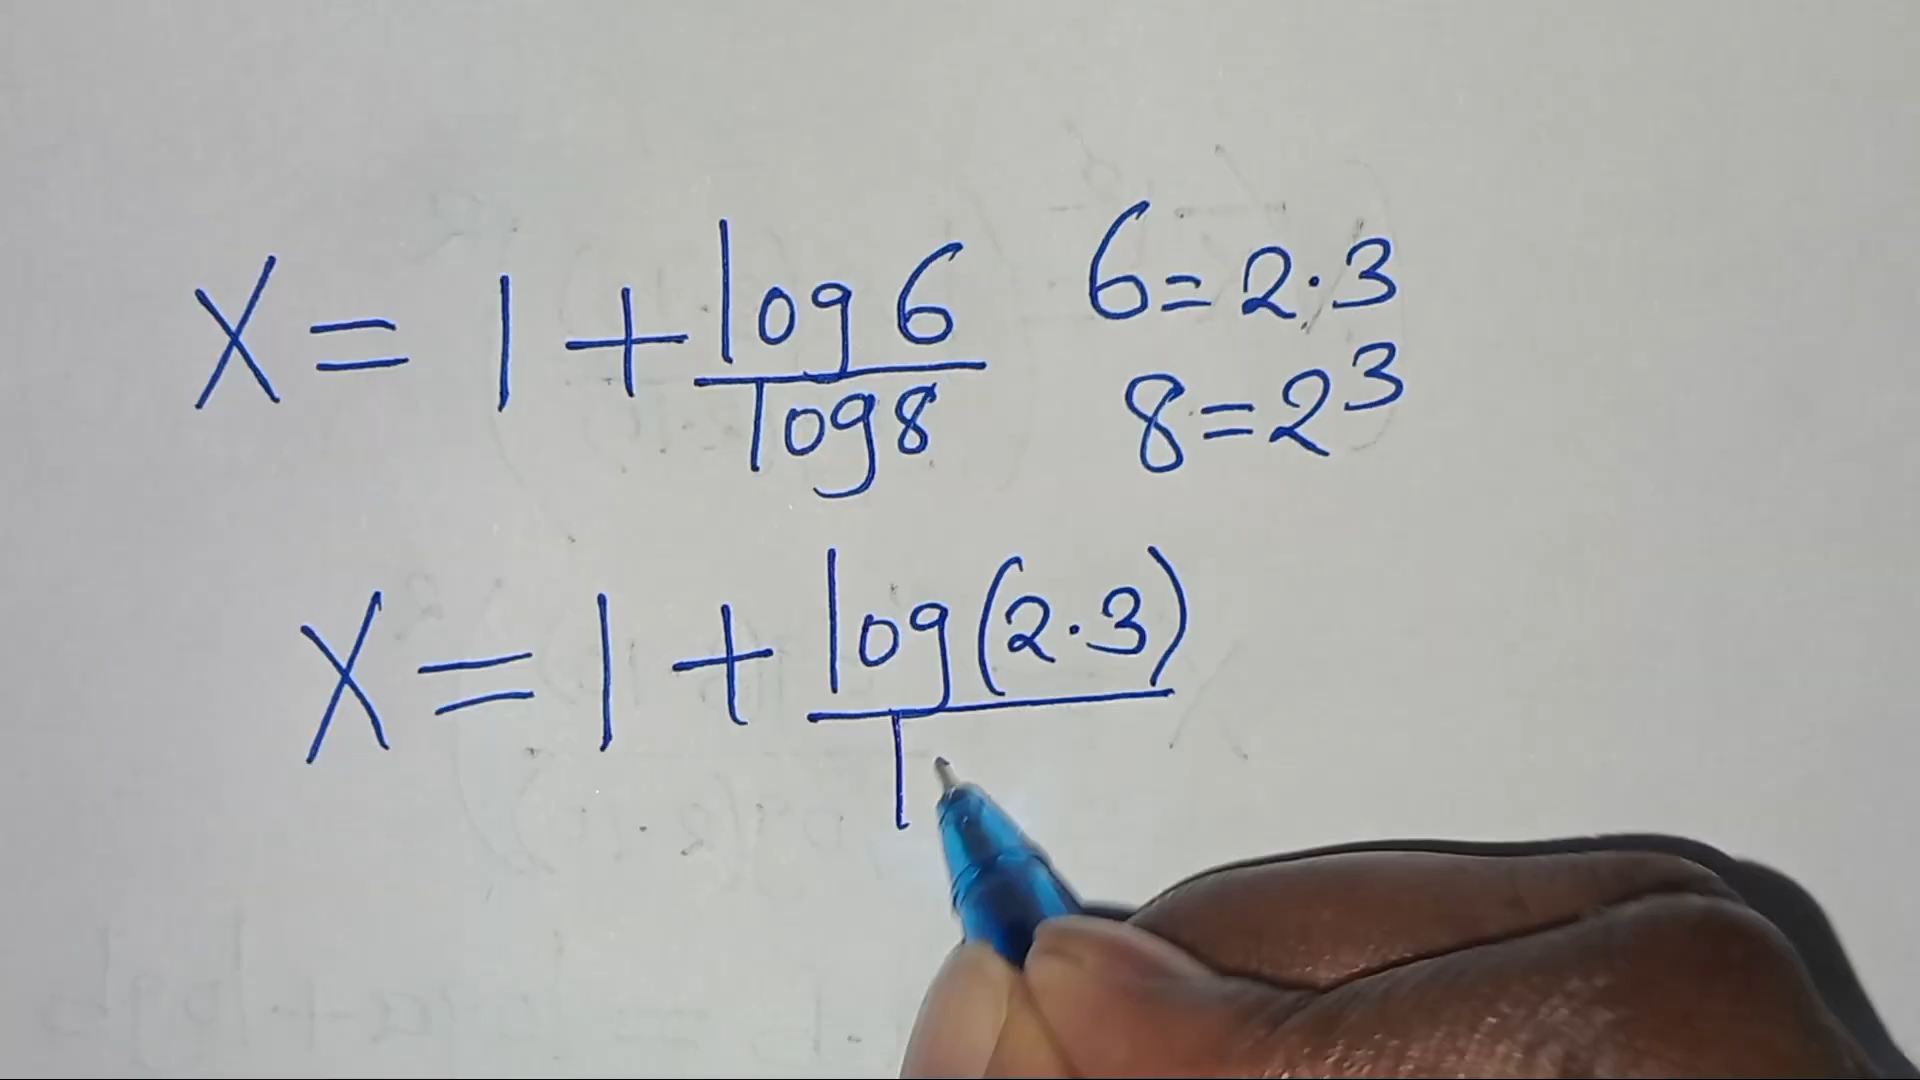 X = 1 + log 6 / log 8
6 = 2·3
8 = 2³
X = 1 + log(2·3) / l